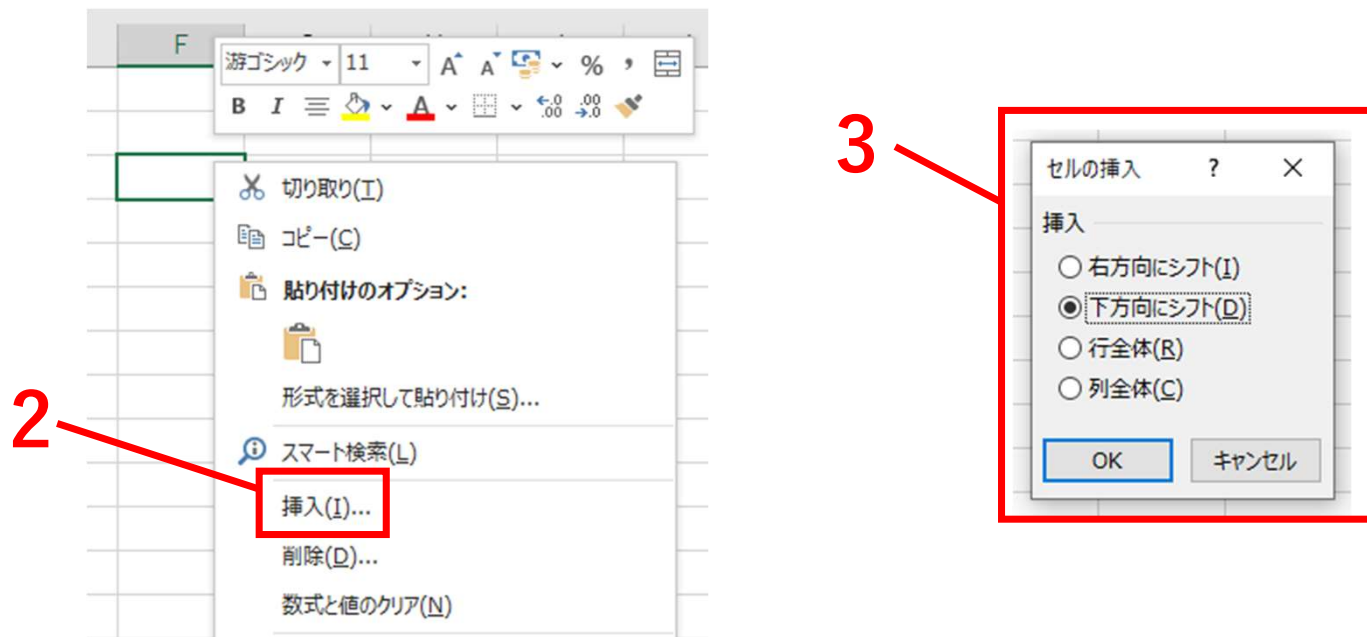 F
游ゴシック 11 A A % ,
B I A .0 .00 .00 .0
切り取り(T)
コピー(C)
貼り付けのオプション:
形式を選択して貼り付け(S)...
スマート検索(L)
挿入(I)...
削除(D)...
数式と値のクリア(N)
2
3
セルの挿入 ? ×
挿入
右方向にシフト(I)
下方向にシフト(D)
行全体(R)
列全体(C)
OK キャンセル